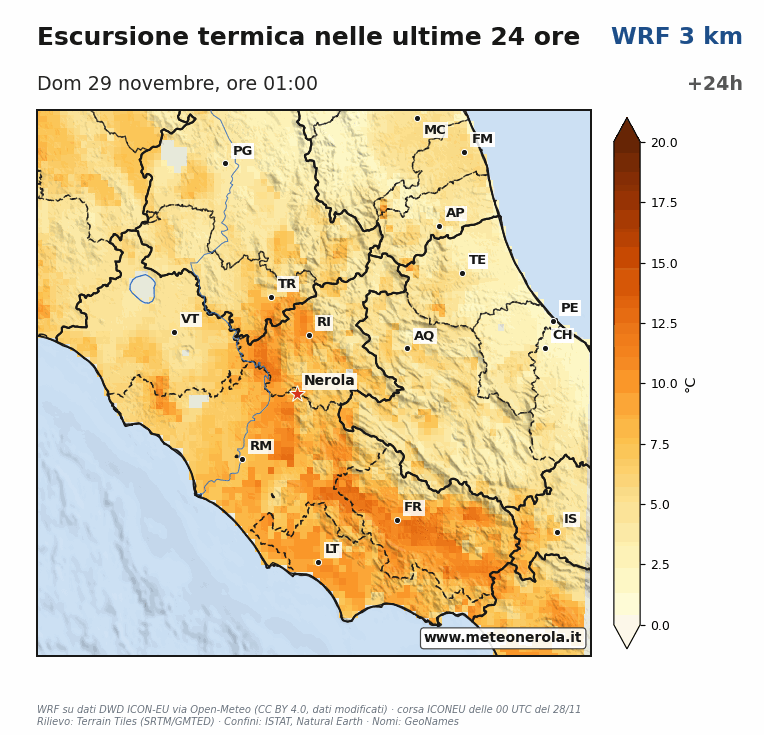 Escursione termica nelle ultime 24 ore WRF 3 km
Dom 29 novembre, ore 01:00 +24h
MC
FM
PG
AP
TE
TR
PE
VT
RI
AQ
CH
Nerola
RM
FR
IS
LT
www.meteonerola.it
20.0
17.5
15.0
12.5
10.0
7.5
5.0
2.5
0.0
°C
WRF su dati DWD ICON-EU via Open-Meteo (CC BY 4.0, dati modificati) · corsa ICONEU delle 00 UTC del 28/11
Rilievo: Terrain Tiles (SRTM/GMTED) · Confini: ISTAT, Natural Earth · Nomi: GeoNames